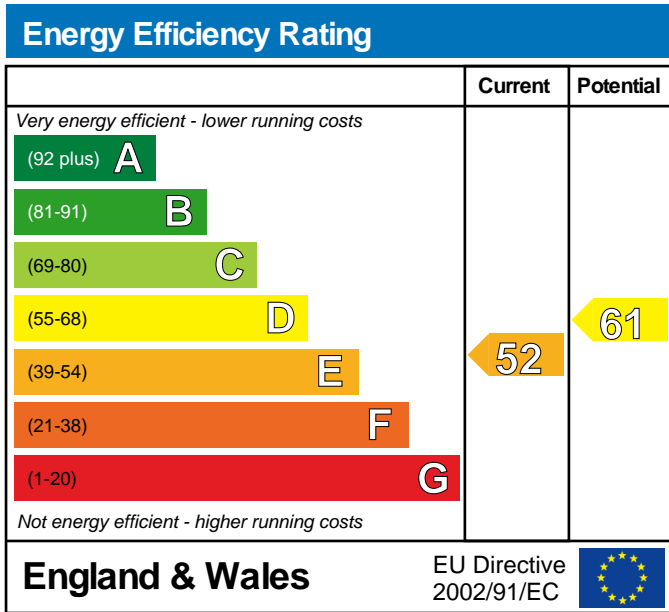 Energy Efficiency Rating
Current Potential
Very energy efficient - lower running costs
(92 plus) A
(81-91) B
(69-80) C
(55-68) D
61
52
(39-54) E
(21-38) F
(1-20) G
Not energy efficient - higher running costs
England & Wales
EU Directive
2002/91/EC